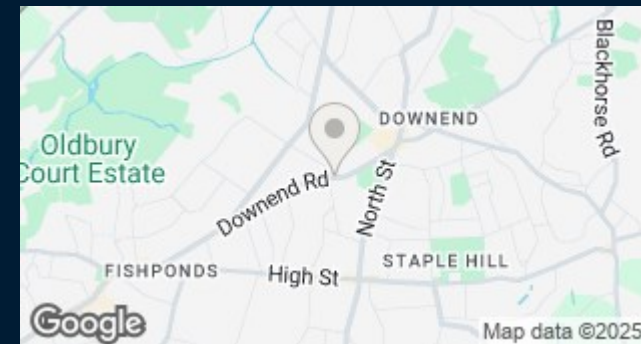 Blackhorse Rd
DOWNEND
Oldbury
Court Estate
Downend Rd
North St
FISHPONDS
High St
STAPLE HILL
Google
Map data ©2025